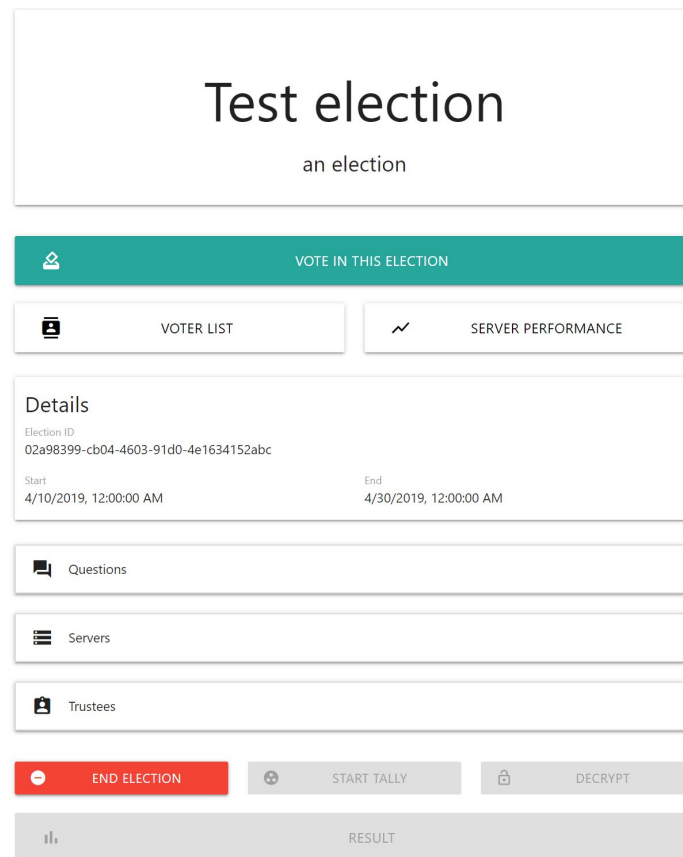 Test election
an election
VOTE IN THIS ELECTION
VOTER LIST
SERVER PERFORMANCE
Details
Election ID
02a98399-cb04-4603-91d0-4e1634152abc
Start
End
4/10/2019, 12:00:00 AM
4/30/2019, 12:00:00 AM
Questions
Servers
Trustees
END ELECTION
START TALLY
DECRYPT
RESULT